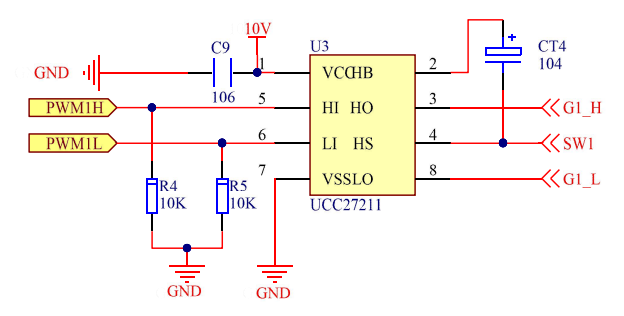 10V
C9
U3
CT4
104
GND
106
1
VCCHB
2
PWM1H
5
HI HO
3
G1_H
PWM1L
6
LI HS
4
SW1
7
VSSLO
8
G1_L
R4
10K
R5
10K
UCC27211
GND
GND
+